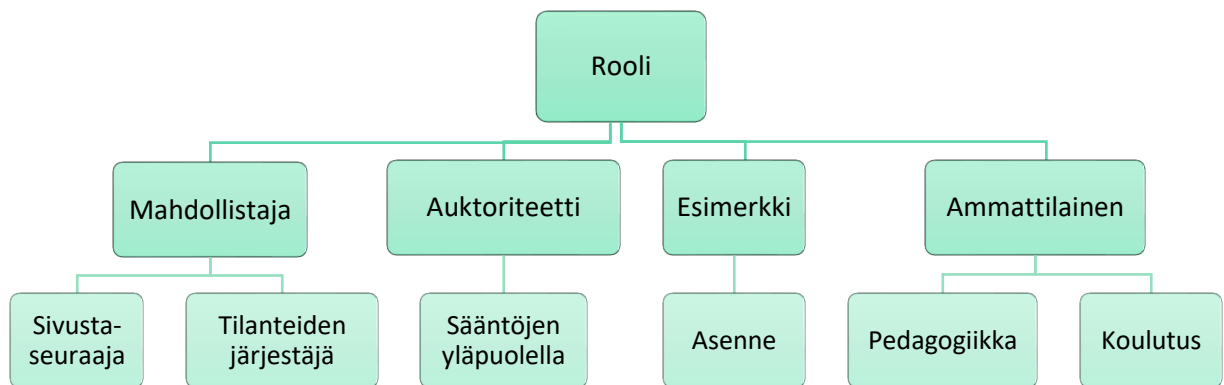 Rooli
Mahdollistaja
Auktoriteetti
Esimerkki
Ammattilainen
Sivusta-
seuraaja
Tilanteiden
järjestäjä
Sääntöjen
yläpuolella
Asenne
Pedagogiikka
Koulutus